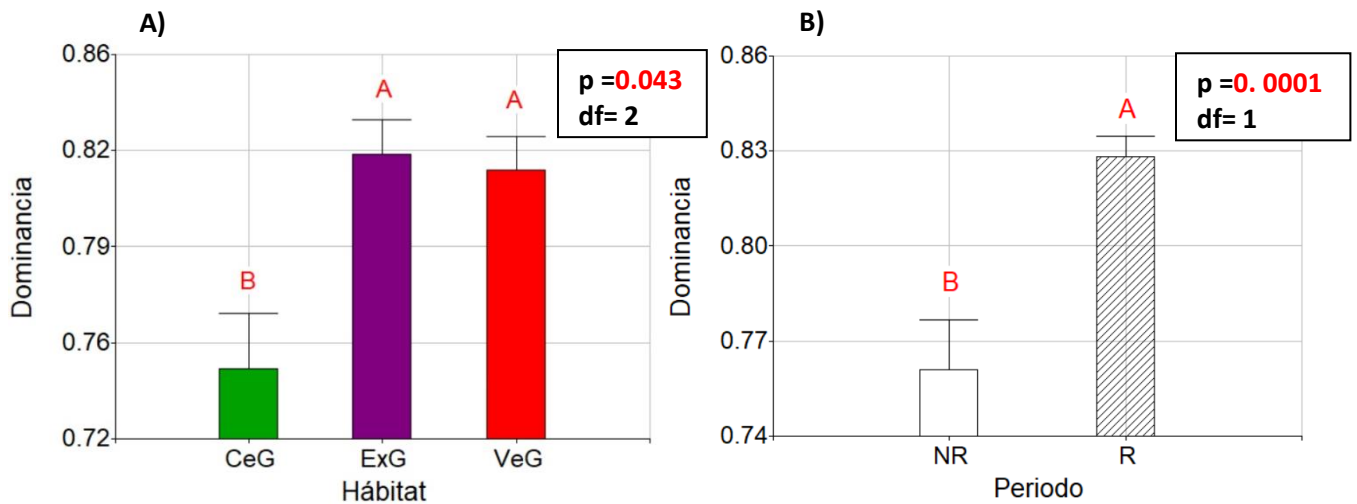 A)
0.86
0.82
0.79
0.76
0.72
Dominancia
B
A
A
p =0.043
df= 2
CeG ExG VeG
Hábitat
B)
0.86
0.83
0.80
0.77
0.74
Dominancia
B
A
p =0. 0001
df= 1
NR R
Periodo